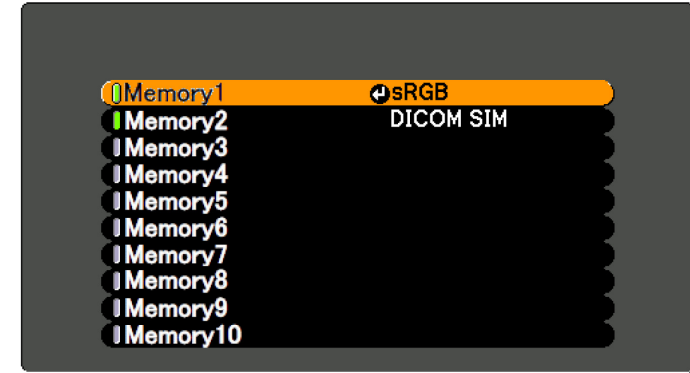 Memory1 sRGB
Memory2 DICOM SIM
Memory3
Memory4
Memory5
Memory6
Memory7
Memory8
Memory9
Memory10